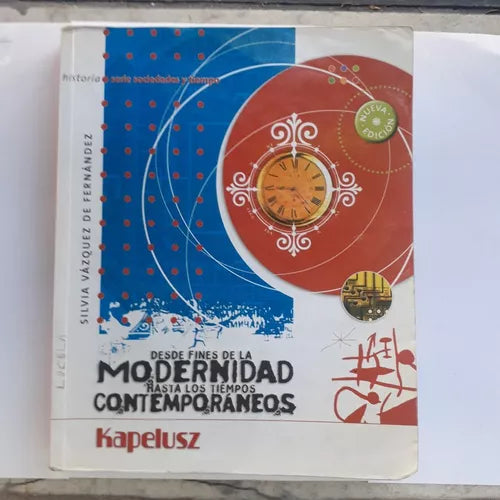 historia serie sociedades y tiempo
NUEVA
EDICIÓN
SILVIA VÁZQUEZ DE FERNÁNDEZ
DESDE FINES DE LA
MODERNIDAD
HASTA LOS TIEMPOS
CONTEMPORÁNEOS
Kapelusz